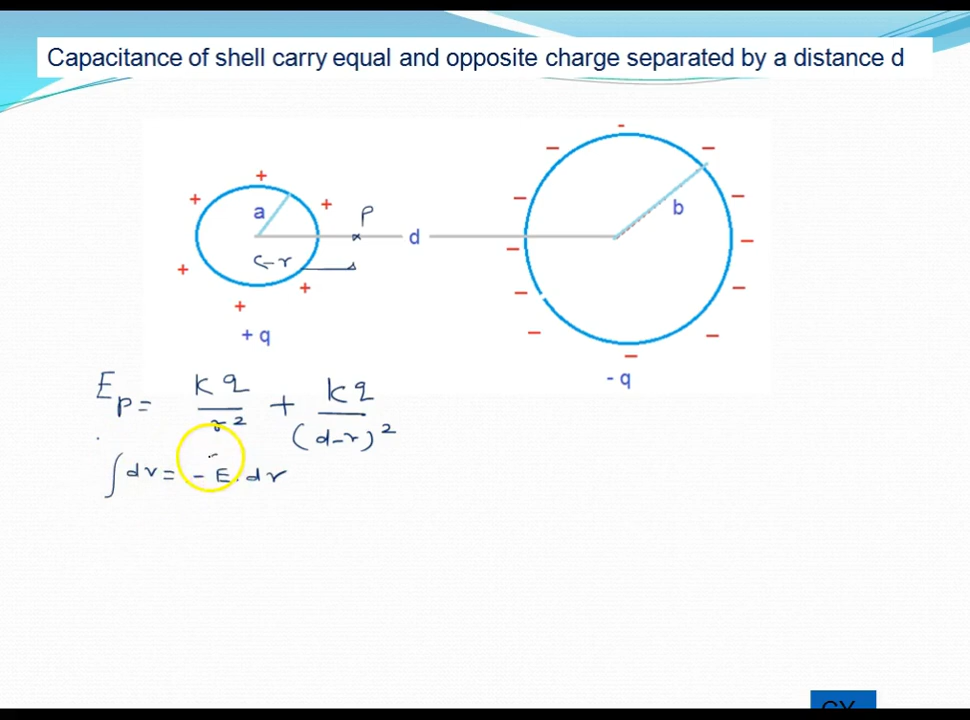 Capacitance of shell carry equal and opposite charge separated by a distance d
+ + + + + + +
a
P
d
← r
+ q
- - - - - - - - - - - - - -
b
- q
E_P = kq/r² + kq/(d-r)²
∫dv = - E. dr